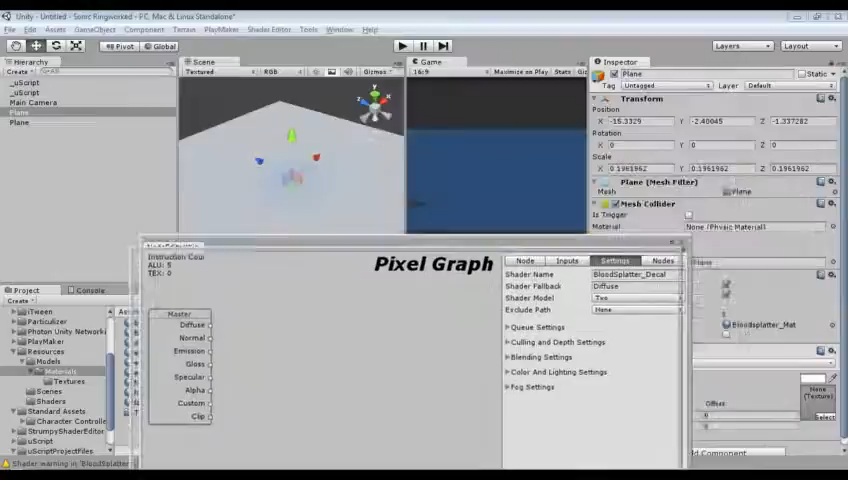 Unity - Untitled - Sonic Ringworked - PC, Mac & Linux Standalone*
File Edit Assets GameObject Component Terrain PlayMaker Shader Editor Tools Window Help
Pivot Global Layers Layout
Hierarchy
Create All
_uScript
_uScript
Main Camera
Plane
Plane
Scene
Textured RGB Gizmos
y
x
z
Game
16:9 Maximize on Play Stats
Inspector
Plane Static
Tag Untagged Layer Default
Transform
Position
X -15.3329 Y -2.40045 Z -1.337282
Rotation
X 0 Y 0 Z 0
Scale
X 0.1961962 Y 0.1961962 Z 0.1961962
Plane (Mesh Filter)
Mesh Plane
Mesh Collider
Is Trigger
Material None (Physic Material)
Bloodsplatter_Mat
None
(Texture)
Select
Offset
0
Instruction Cou
ALU: 5
TEX: 0
Pixel Graph
Master
Diffuse
Normal
Emission
Gloss
Specular
Alpha
Custom
Clip
Node Inputs Settings Nodes
Shader Name BloodSplatter_Decal
Shader Fallback Diffuse
Shader Model Two
Exclude Path None
Queue Settings
Culling and Depth Settings
Blending Settings
Color And Lighting Settings
Fog Settings
Project Console
Create
iTween
Particulizer
Photon Unity Network
PlayMaker
Resources
Models
Materials
Textures
Scenes
Shaders
Standard Assets
Character Controlle
StrumpyShaderEditor
uScript
uScriptProjectFiles
Shader warning in 'BloodSplatter